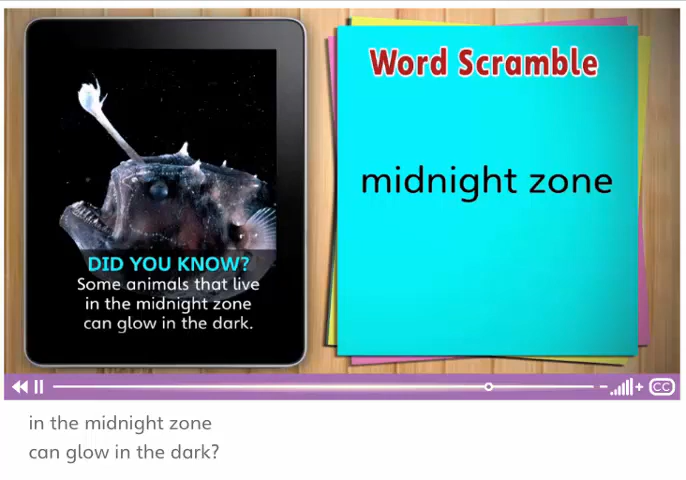 DID YOU KNOW?
Some animals that live
in the midnight zone
can glow in the dark.
Word Scramble
midnight zone
CC
in the midnight zone
can glow in the dark?